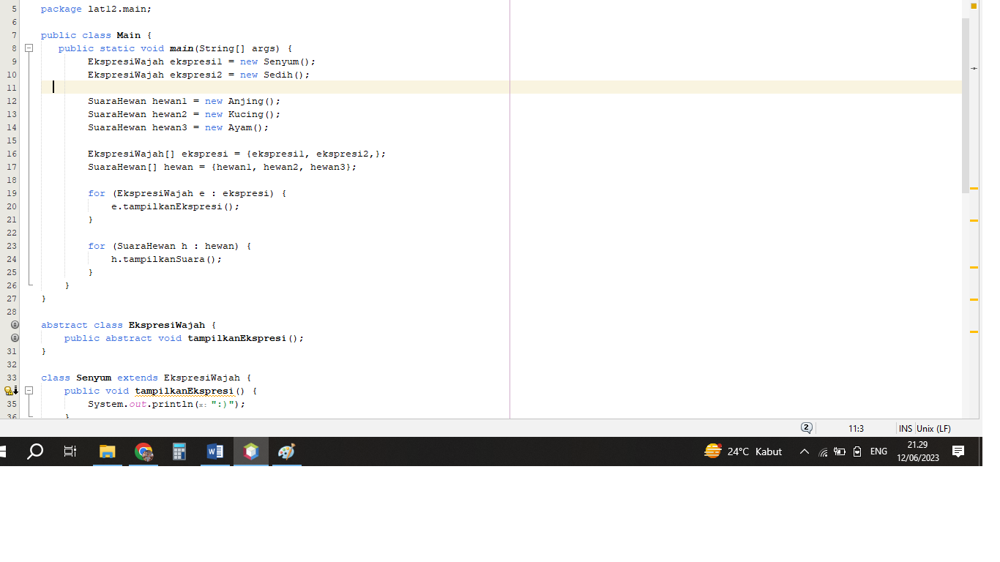 5 package lat12.main;
6
7 public class Main {
8 public static void main(String[] args) {
9 EkspresiWajah ekspresi1 = new Senyum();
10 EkspresiWajah ekspresi2 = new Sedih();
11
12 SuaraHewan hewan1 = new Anjing();
13 SuaraHewan hewan2 = new Kucing();
14 SuaraHewan hewan3 = new Ayam();
15
16 EkspresiWajah[] ekspresi = {ekspresi1, ekspresi2,};
17 SuaraHewan[] hewan = {hewan1, hewan2, hewan3};
18
19 for (EkspresiWajah e : ekspresi) {
20 e.tampilkanEkspresi();
21 }
22
23 for (SuaraHewan h : hewan) {
24 h.tampilkanSuara();
25 }
26 }
27 }
28
abstract class EkspresiWajah {
public abstract void tampilkanEkspresi();
31 }
32
33 class Senyum extends EkspresiWajah {
public void tampilkanEkspresi() {
35 System.out.println(x: ":)");
36 }
2 11:3 INS Unix (LF)
24°C Kabut ENG 21.29
12/06/2023